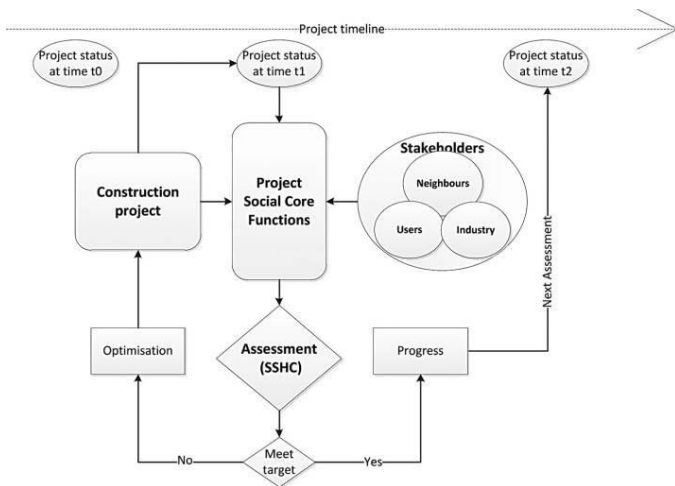 Project timeline
Project status
at time t0
Project status
at time t1
Project status
at time t2
Construction
project
Project
Social Core
Functions
Stakeholders
Neighbours
Users
Industry
Next Assessment
Optimisation
Assessment
(SSHC)
Progress
Meet
target
No
Yes